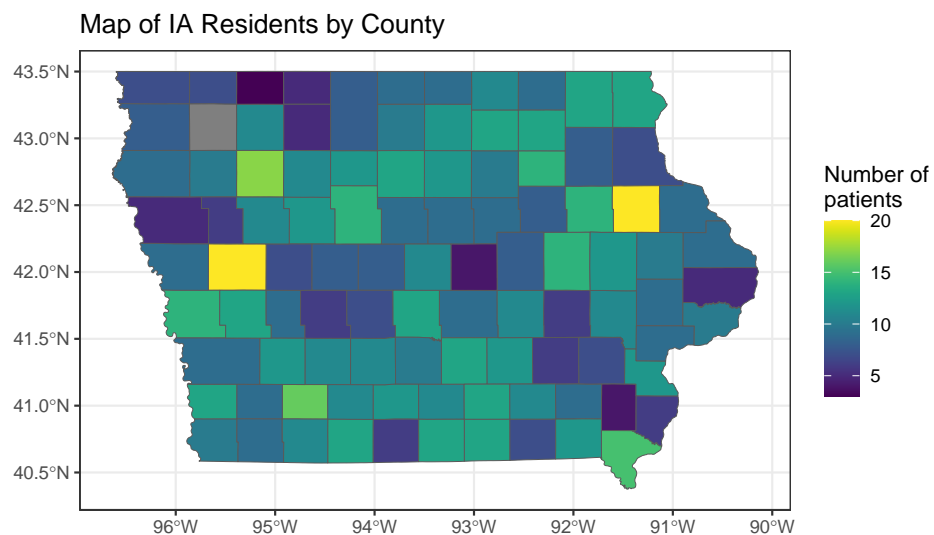 Map of IA Residents by County
43.5°N
43.0°N
42.5°N
42.0°N
41.5°N
41.0°N
40.5°N
96°W
95°W
94°W
93°W
92°W
91°W
90°W
Number of
patients
20
15
10
5